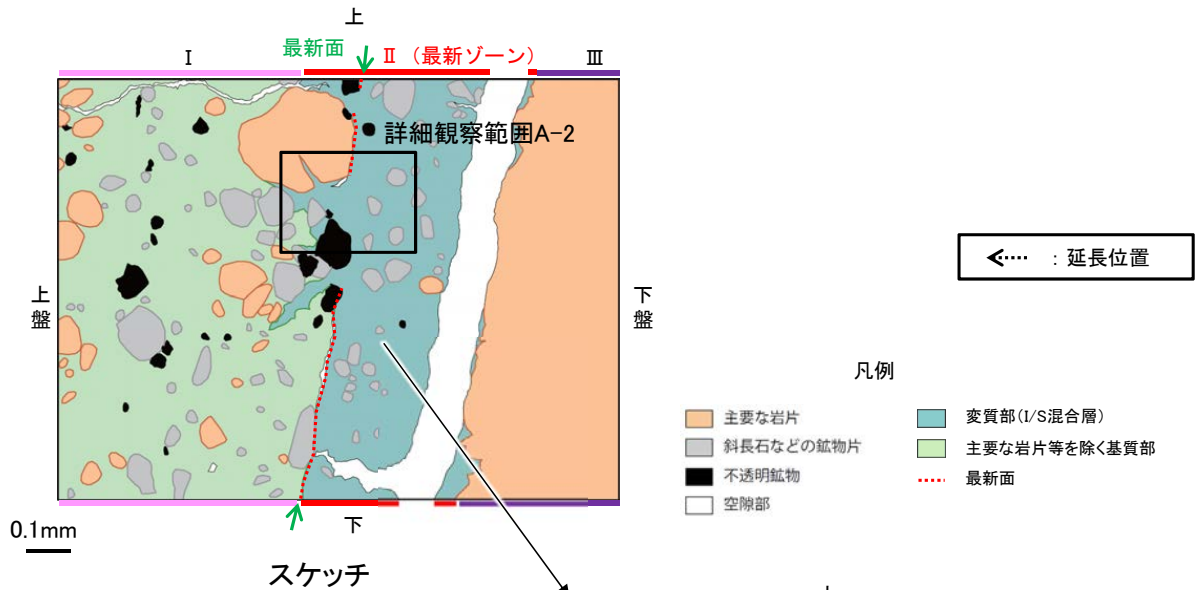 上
最新面
Ⅰ
Ⅱ (最新ゾーン)
Ⅲ
詳細観察範囲A-2
上盤
下盤
←‥‥ : 延長位置
凡例
主要な岩片
変質部(I/S混合層)
斜長石などの鉱物片
主要な岩片等を除く基質部
不透明鉱物
最新面
空隙部
下
0.1mm
スケッチ